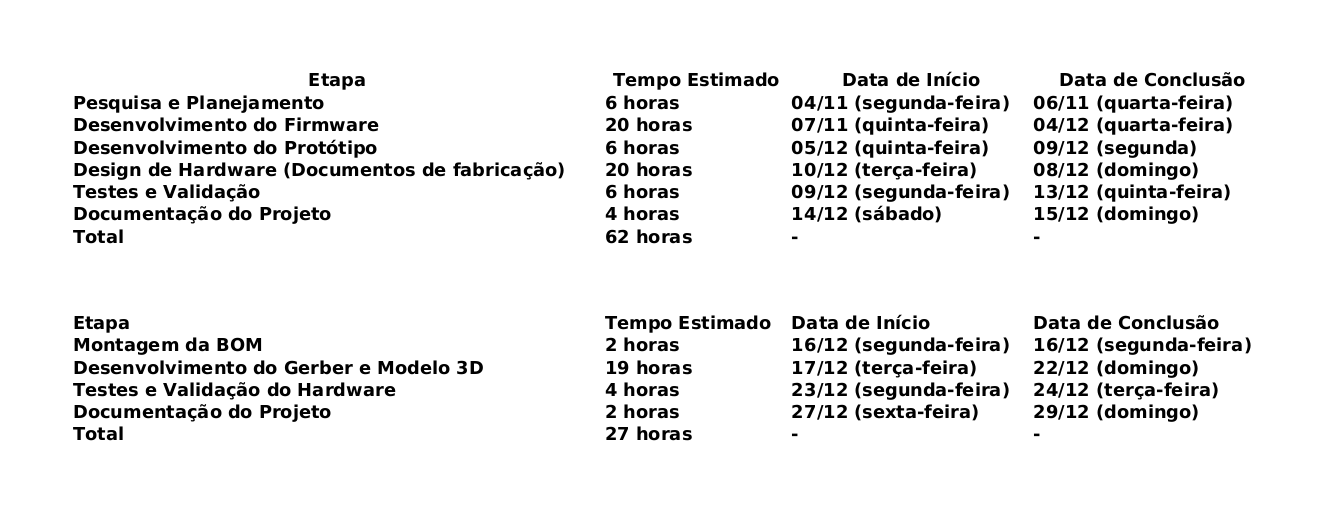 Etapa Tempo Estimado Data de Início Data de Conclusão
Pesquisa e Planejamento 6 horas 04/11 (segunda-feira) 06/11 (quarta-feira)
Desenvolvimento do Firmware 20 horas 07/11 (quinta-feira) 04/12 (quarta-feira)
Desenvolvimento do Protótipo 6 horas 05/12 (quinta-feira) 09/12 (segunda)
Design de Hardware (Documentos de fabricação) 20 horas 10/12 (terça-feira) 08/12 (domingo)
Testes e Validação 6 horas 09/12 (segunda-feira) 13/12 (quinta-feira)
Documentação do Projeto 4 horas 14/12 (sábado) 15/12 (domingo)
Total 62 horas - -
Etapa Tempo Estimado Data de Início Data de Conclusão
Montagem da BOM 2 horas 16/12 (segunda-feira) 16/12 (segunda-feira)
Desenvolvimento do Gerber e Modelo 3D 19 horas 17/12 (terça-feira) 22/12 (domingo)
Testes e Validação do Hardware 4 horas 23/12 (segunda-feira) 24/12 (terça-feira)
Documentação do Projeto 2 horas 27/12 (sexta-feira) 29/12 (domingo)
Total 27 horas - -